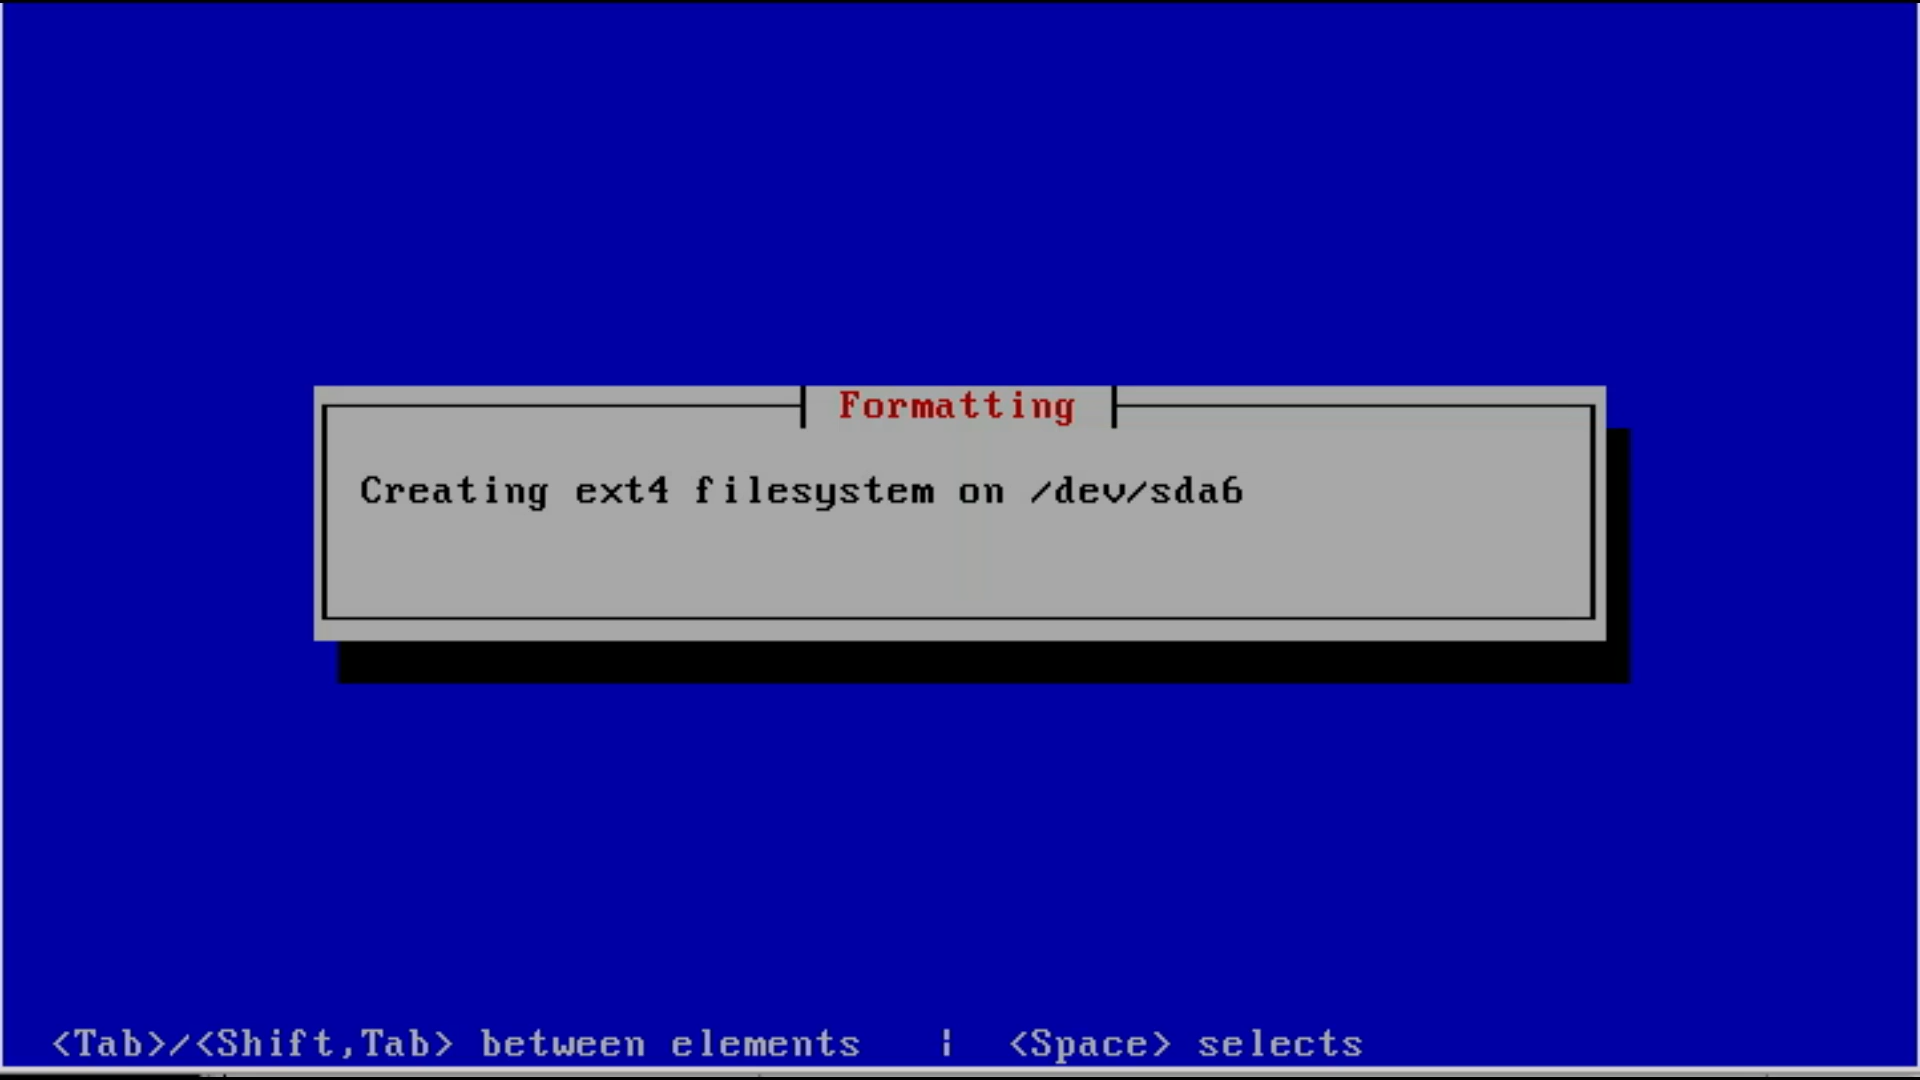 Formatting
Creating ext4 filesystem on /dev/sda6
<Tab>/<Shift,Tab> between elements | <Space> selects